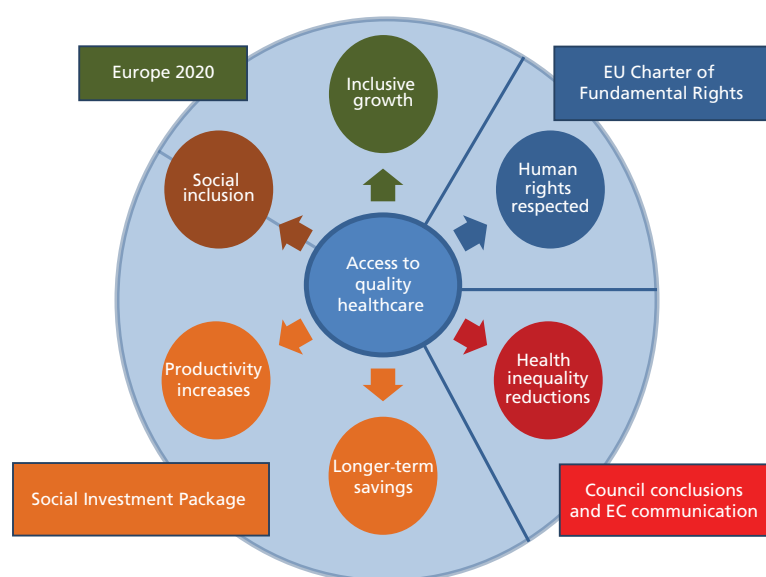 Europe 2020
Inclusive
growth
EU Charter of
Fundamental Rights
Social
inclusion
Human
rights
respected
Access to
quality
healthcare
Productivity
increases
Health
inequality
reductions
Longer-term
savings
Social Investment Package
Council conclusions
and EC communication